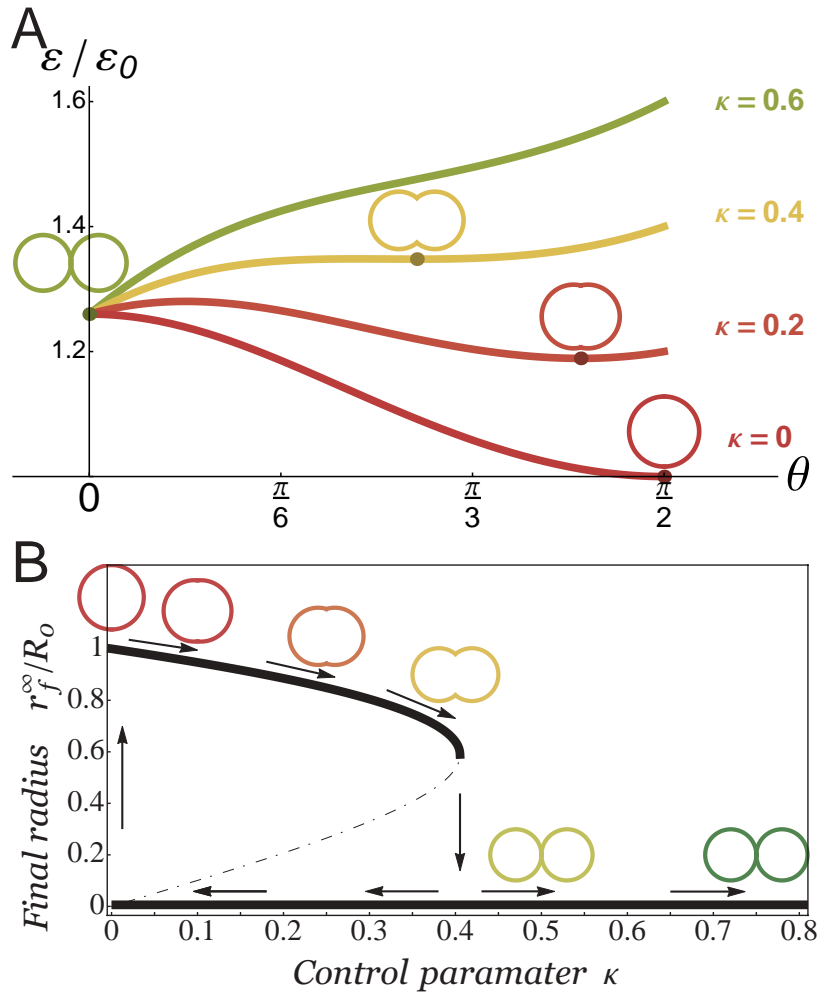 A
ε / ε0
1.6
κ = 0.6
1.4
κ = 0.4
1.2
κ = 0.2
κ = 0
0
π/6
π/3
π/2
θ
B
Final radius r_f^∞/R_o
1
0.8
0.6
0.4
0.2
0
0 0.1 0.2 0.3 0.4 0.5 0.6 0.7 0.8
Control paramater κ